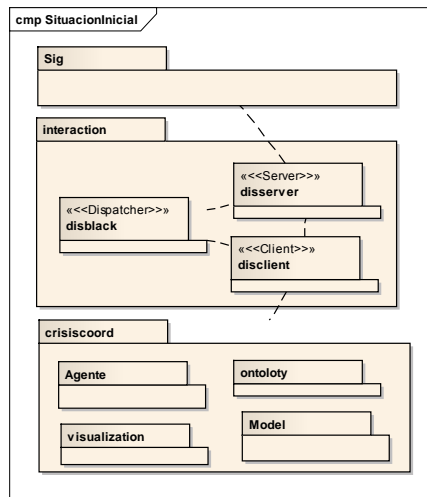 cmp SituacionInicial
Sig
interaction
«<<Server>>»
disserver
«<<Dispatcher>>»
disblack
«<<Client>>»
disclient
crisiscoord
Agente
ontoloty
visualization
Model